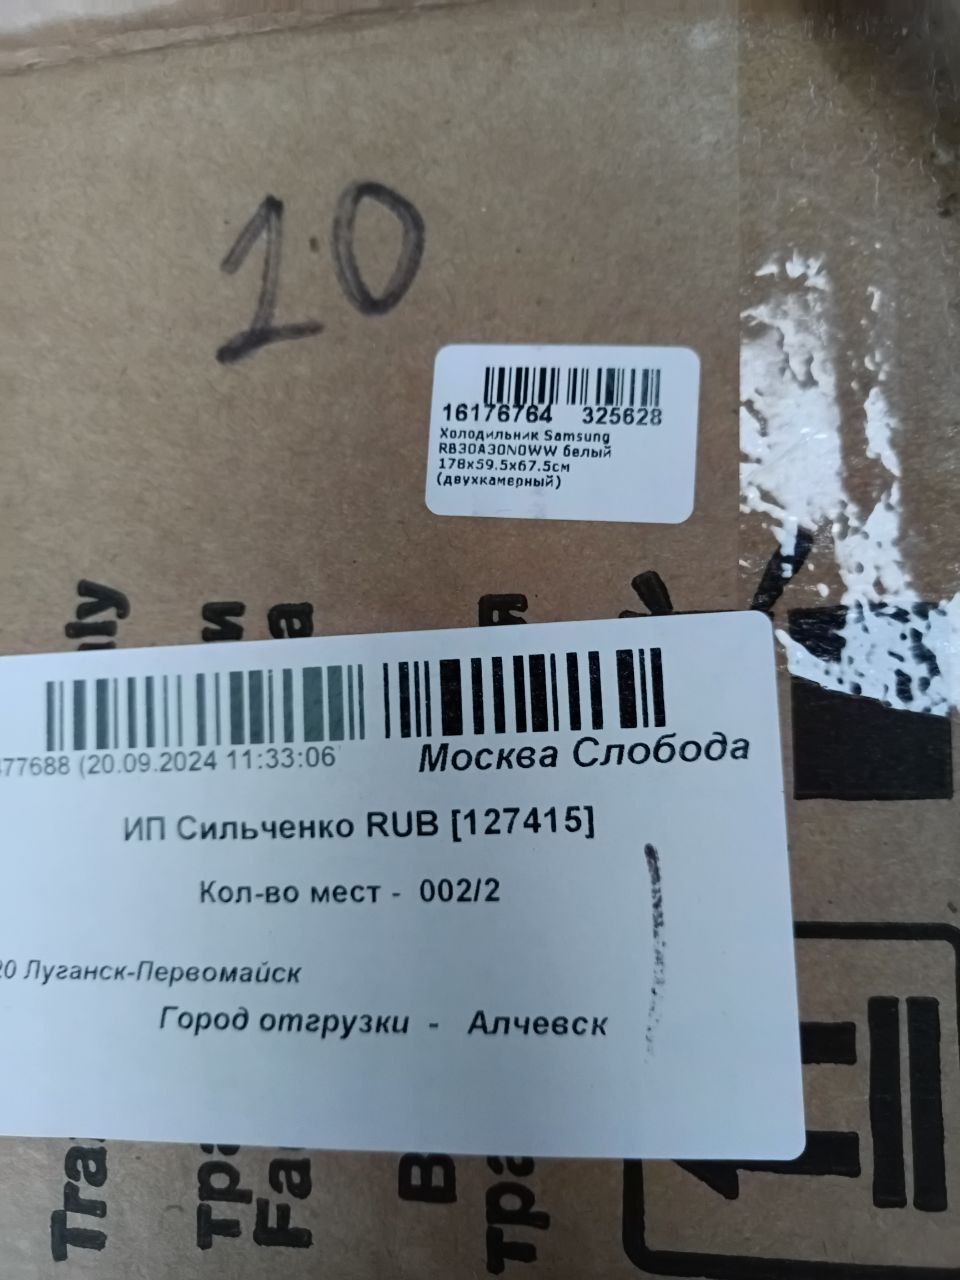 10
16176764 325628
Холодильник Samsung
RB30A30N0WW белый
178x59.5x67.5см
(двухкамерный)
477688 (20.09.2024 11:33:06
Москва Слобода
ИП Сильченко RUB [127415]
Кол-во мест - 002/2
20 Луганск-Первомайск
Город отгрузки - Алчевск